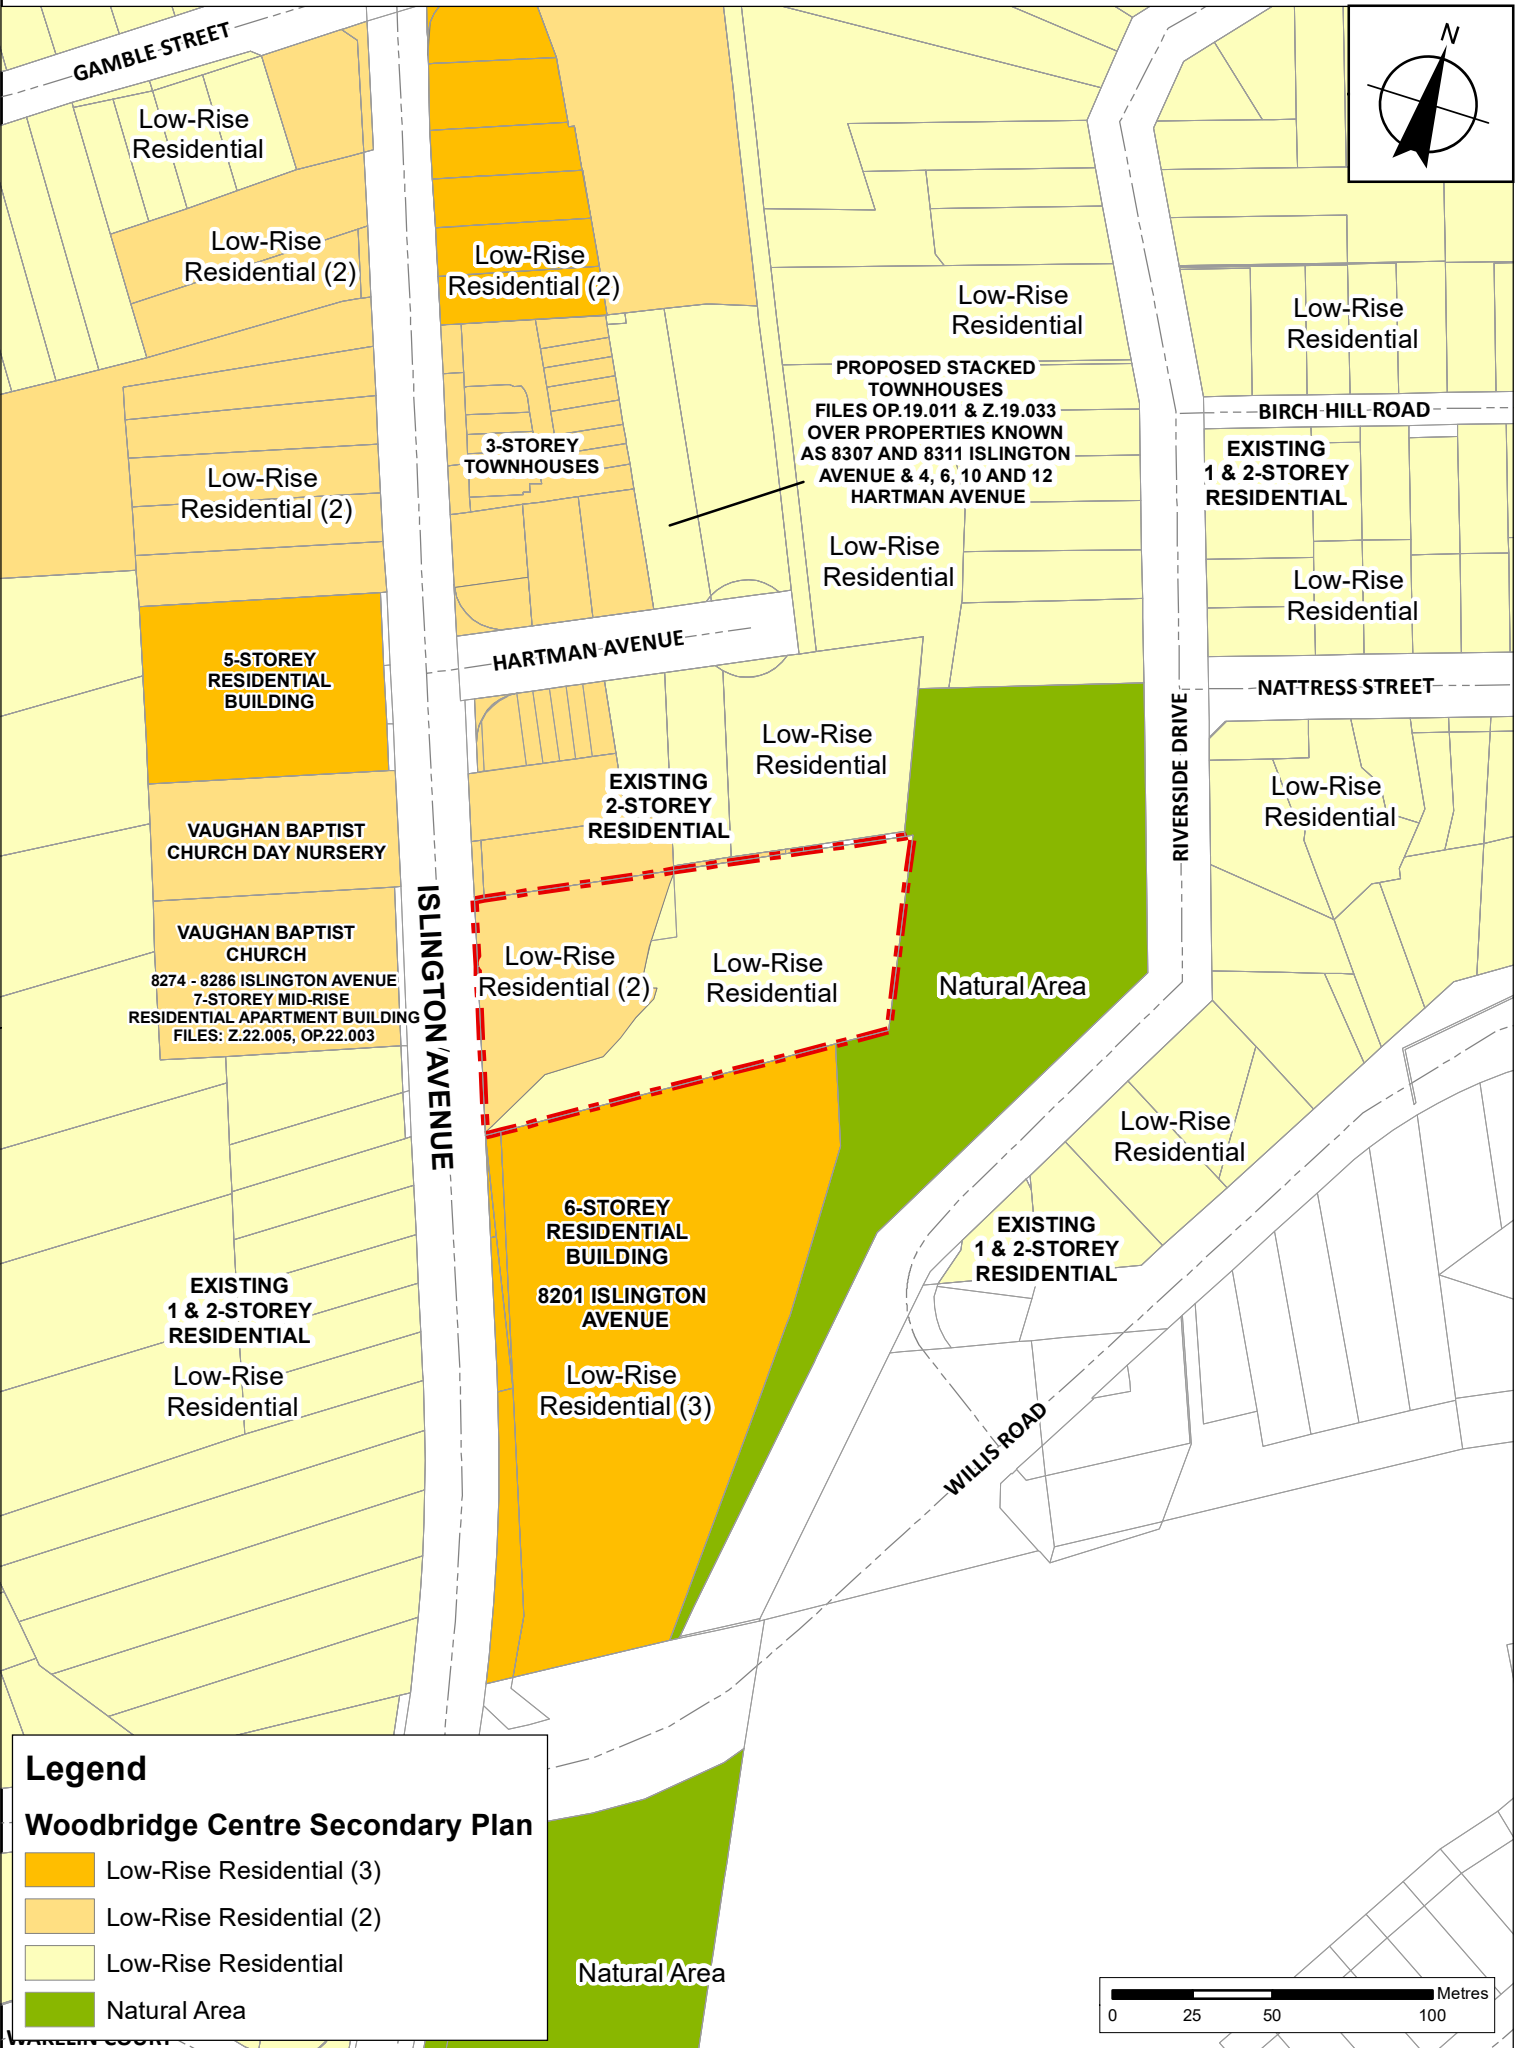 GAMBLE STREET
N
Low-Rise
Residential
Low-Rise
Residential (2)
Low-Rise
Residential (2)
Low-Rise
Residential
Low-Rise
Residential
PROPOSED STACKED
TOWNHOUSES
FILES OP.19.011 & Z.19.033
OVER PROPERTIES KNOWN
AS 8307 AND 8311 ISLINGTON
AVENUE & 4, 6, 10 AND 12
HARTMAN AVENUE
BIRCH HILL ROAD
3-STOREY
TOWNHOUSES
EXISTING
1 & 2-STOREY
RESIDENTIAL
Low-Rise
Residential (2)
Low-Rise
Residential
Low-Rise
Residential
HARTMAN AVENUE
5-STOREY
RESIDENTIAL
BUILDING
NATTRESS STREET
RIVERSIDE DRIVE
Low-Rise
Residential
EXISTING
2-STOREY
RESIDENTIAL
Low-Rise
Residential
VAUGHAN BAPTIST
CHURCH DAY NURSERY
ISLINGTON AVENUE
VAUGHAN BAPTIST
CHURCH
8274 - 8286 ISLINGTON AVENUE
7-STOREY MID-RISE
RESIDENTIAL APARTMENT BUILDING
FILES: Z.22.005, OP.22.003
Low-Rise
Residential (2)
Low-Rise
Residential
Natural Area
Low-Rise
Residential
6-STOREY
RESIDENTIAL
BUILDING
8201 ISLINGTON
AVENUE
EXISTING
1 & 2-STOREY
RESIDENTIAL
EXISTING
1 & 2-STOREY
RESIDENTIAL
Low-Rise
Residential
Low-Rise
Residential (3)
WILLIS ROAD
Legend
Woodbridge Centre Secondary Plan
Low-Rise Residential (3)
Low-Rise Residential (2)
Low-Rise Residential
Natural Area
Natural Area
Metres
0 25 50 100